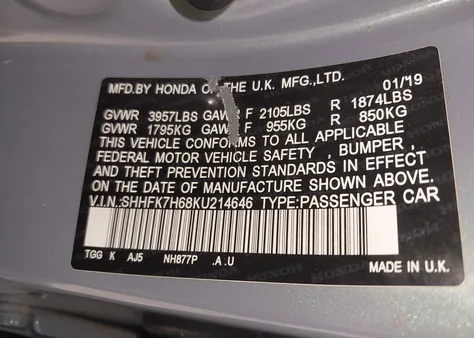 MFD.BY HONDA OF THE U.K. MFG.,LTD. 01/19
GVWR 3957LBS GAWR F 2105LBS R 1874LBS
GVWR 1795KG GAWR F 955KG R 850KG
THIS VEHICLE CONFORMS TO ALL APPLICABLE
FEDERAL MOTOR VEHICLE SAFETY , BUMPER ,
AND THEFT PREVENTION STANDARDS IN EFFECT
ON THE DATE OF MANUFACTURE SHOWN ABOVE.
V.I.N.:SHHFK7H68KU214646 TYPE:PASSENGER CAR
TGG K AJ5 NH877P .A.U
MADE IN U.K.